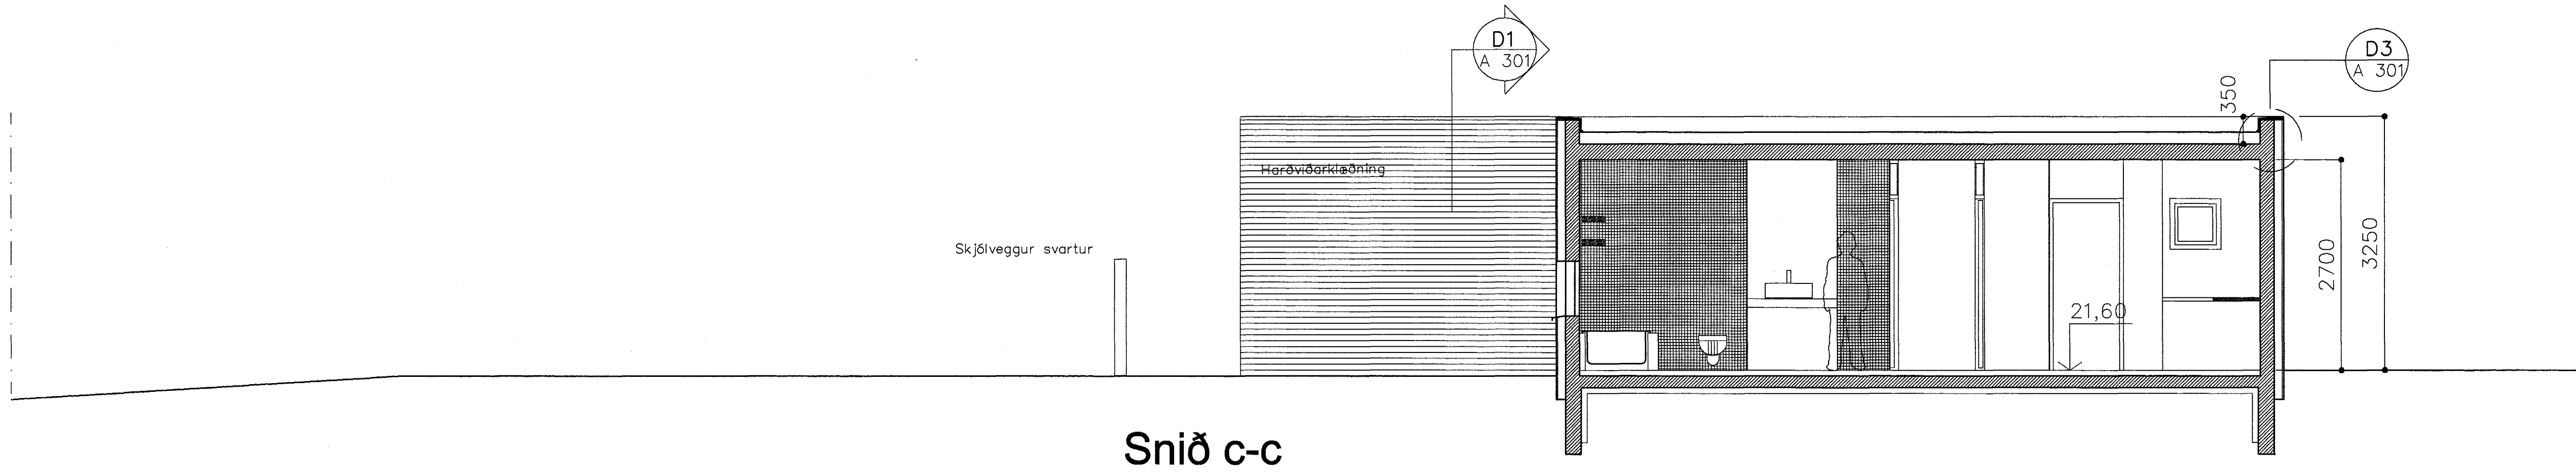 D1
A 301
D3
A 301
350
Harðviðarklæðning
Skjólveggur svartur
2700
3250
21,60
Snið c-c